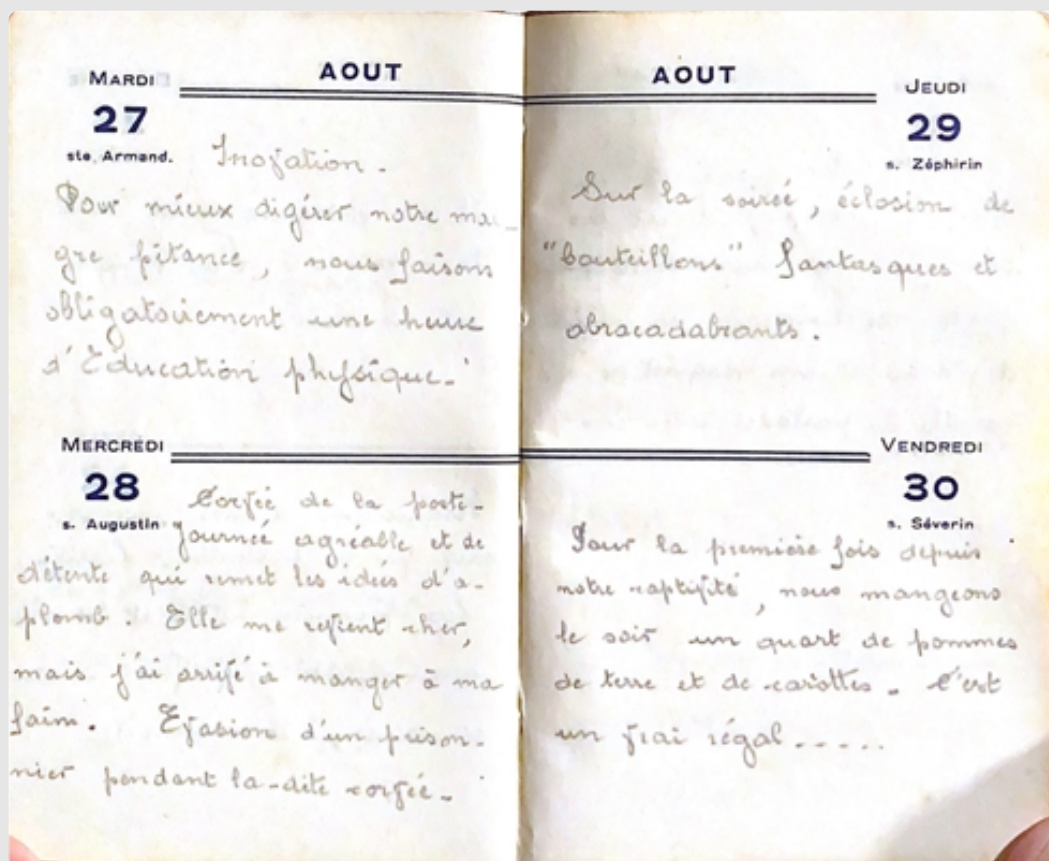 AOUT
MARDI
27
ste. Armand.
Inovation.
Pour mieux digérer notre mai-
gre pitance, nous faisons
obligatoirement une heure
d'Éducation physique.
MERCREDI
28
s. Augustin
Corvée de la poste.
Journée agréable et de
détente qui remet les idées d'a-
plomb. Elle me revient cher,
mais j'ai arrivé à manger à ma
faim. Evasion d'un prison-
nier pendant la-dite corvée.
AOUT
JEUDI
29
s. Zéphirin
Sur la soirée, éclosion de
"bouteillons" fantasques et
abracadabrants.
VENDREDI
30
s. Séverin
Pour la première fois depuis
notre captivité, nous mangeons
le soir un quart de pommes
de terre et de carottes. C'est
un vrai régal.....